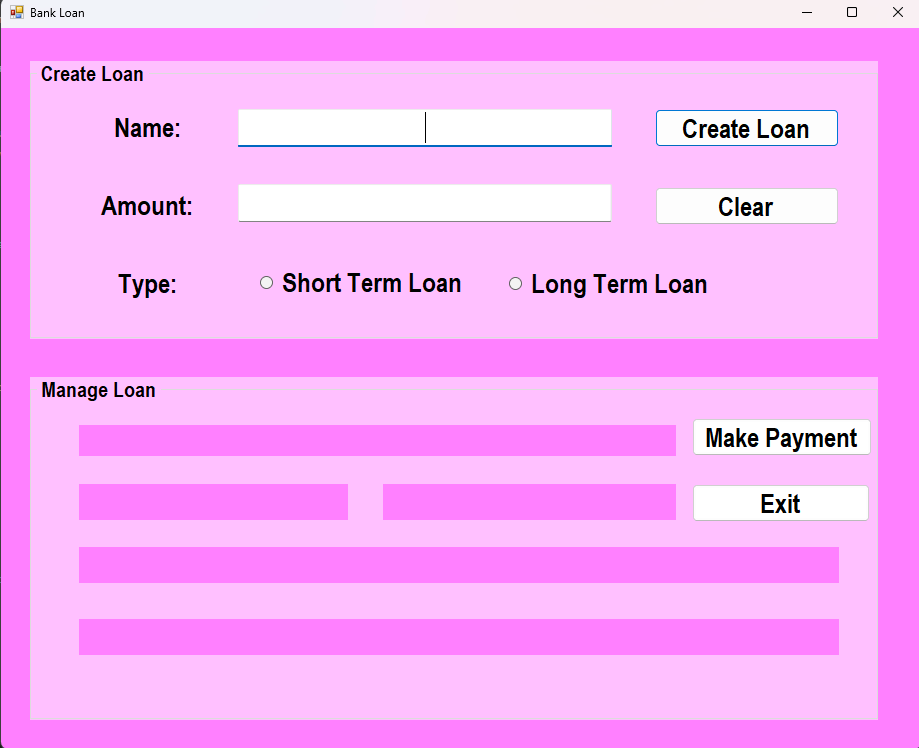 Bank Loan
Create Loan
Name:
Create Loan
Amount:
Clear
Type:
Short Term Loan
Long Term Loan
Manage Loan
Make Payment
Exit